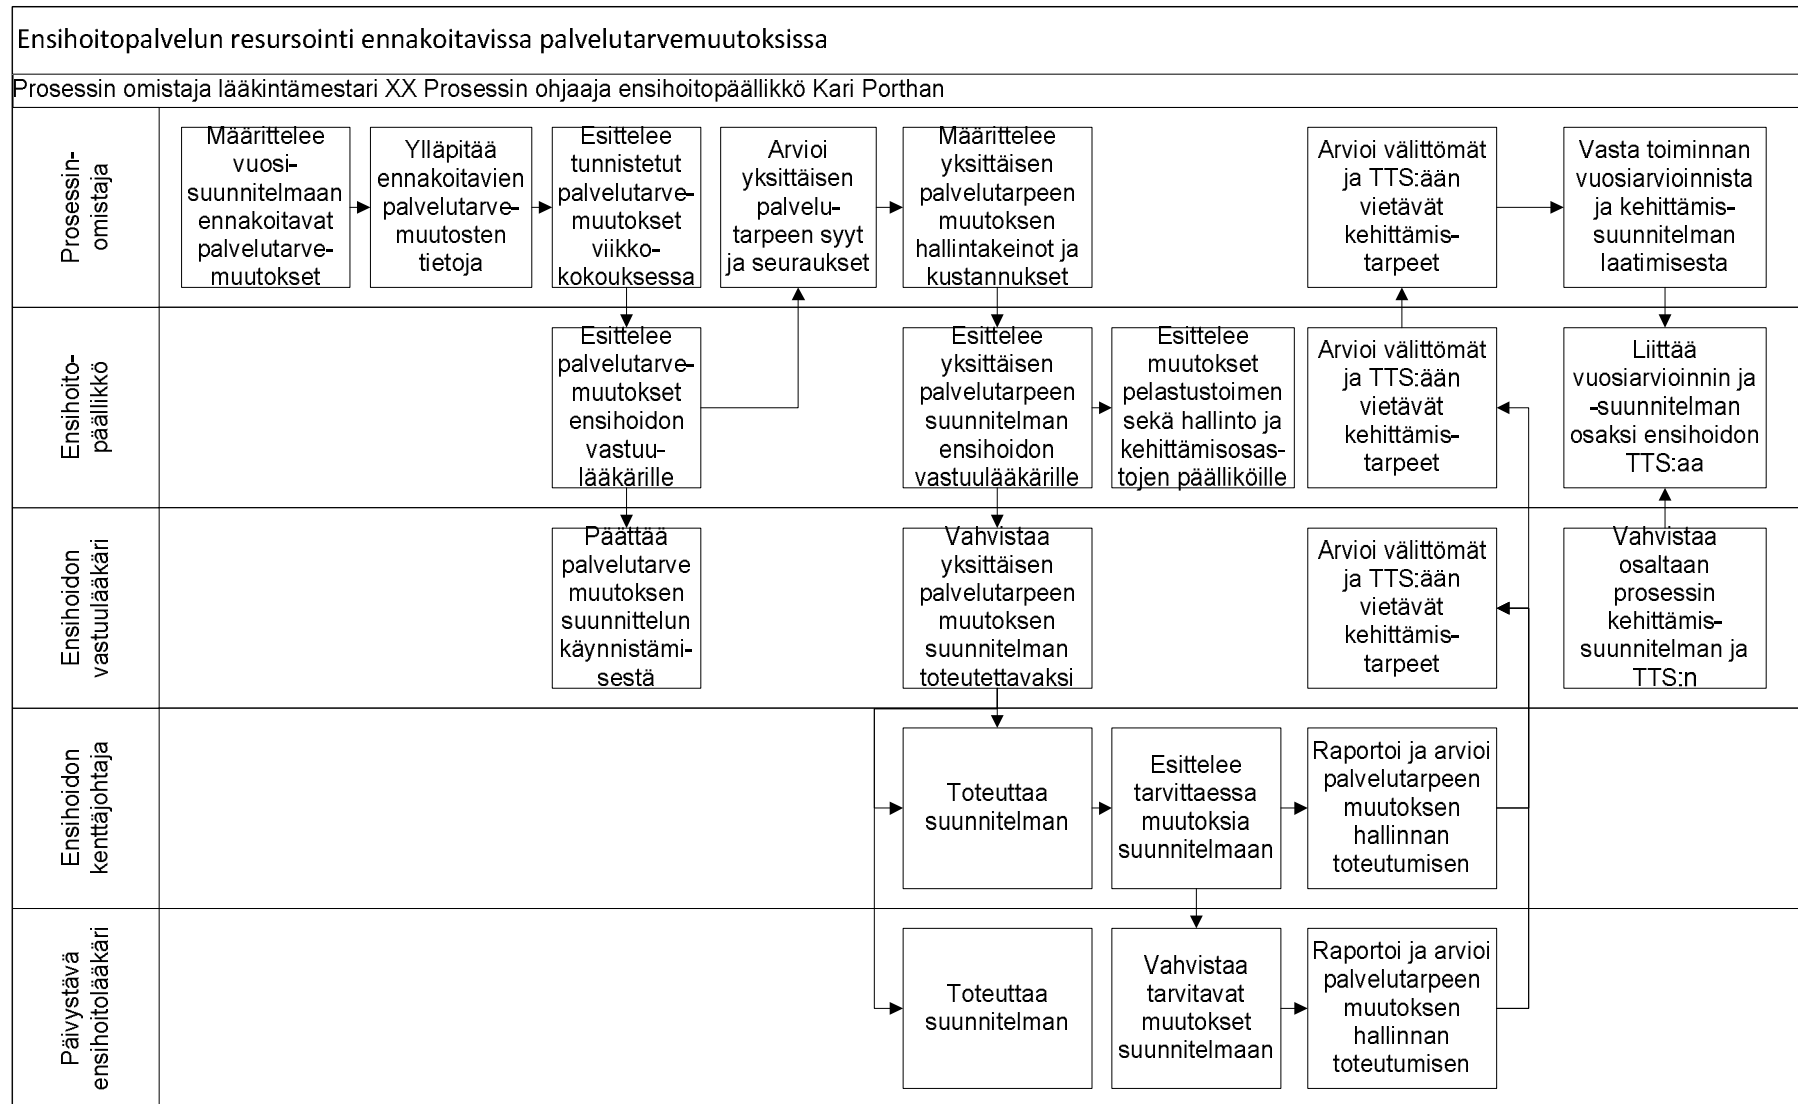 Ensihoitopalvelun resursointi ennakoitavissa palvelutarvemuutoksissa
Prosessin omistaja lääkintämestari XX Prosessin ohjaaja ensihoitopäällikkö Kari Porthan
Prosessin-
omistaja
Määrittelee
vuosi-
suunnitelmaan
ennakoitavat
palvelutarve-
muutokset
Ylläpitää
ennakoitavien
palvelutarve-
muutosten
tietoja
Esittelee
tunnistetut
palvelutarve-
muutokset
viikko-
kokouksessa
Arvioi
yksittäisen
palvelu-
tarpeen syyt
ja seuraukset
Määrittelee
yksittäisen
palvelutarpeen
muutoksen
hallintakeinot ja
kustannukset
Arvioi välittömät
ja TTS:ään
vietävät
kehittämis-
tarpeet
Vasta toiminnan
vuosiarvioinnista
ja kehittämis-
suunnitelman
laatimisesta
Ensihoito-
päällikkö
Esittelee
palvelutarve-
muutokset
ensihoidon
vastuu-
lääkärille
Esittelee
yksittäisen
palvelutarpeen
suunnitelman
ensihoidon
vastuulääkärille
Esittelee
muutokset
pelastustoimen
sekä hallinto ja
kehittämisosas-
tojen päälliköille
Arvioi välittömät
ja TTS:ään
vietävät
kehittämis-
tarpeet
Liittää
vuosiarvioinnin ja
-suunnitelman
osaksi ensihoidon
TTS:aa
Ensihoidon
vastuulääkäri
Päättää
palvelutarve
muutoksen
suunnittelun
käynnistämi-
sestä
Vahvistaa
yksittäisen
palvelutarpeen
muutoksen
suunnitelman
toteutettavaksi
Arvioi välittömät
ja TTS:ään
vietävät
kehittämis-
tarpeet
Vahvistaa
osaltaan
prosessin
kehittämis-
suunnitelman ja
TTS:n
Ensihoidon
kenttäjohtaja
Toteuttaa
suunnitelman
Esittelee
tarvittaessa
muutoksia
suunnitelmaan
Raportoi ja arvioi
palvelutarpeen
muutoksen
hallinnan
toteutumisen
Päivystävä
ensihoitolääkäri
Toteuttaa
suunnitelman
Vahvistaa
tarvitavat
muutokset
suunnitelmaan
Raportoi ja arvioi
palvelutarpeen
muutoksen
hallinnan
toteutumisen